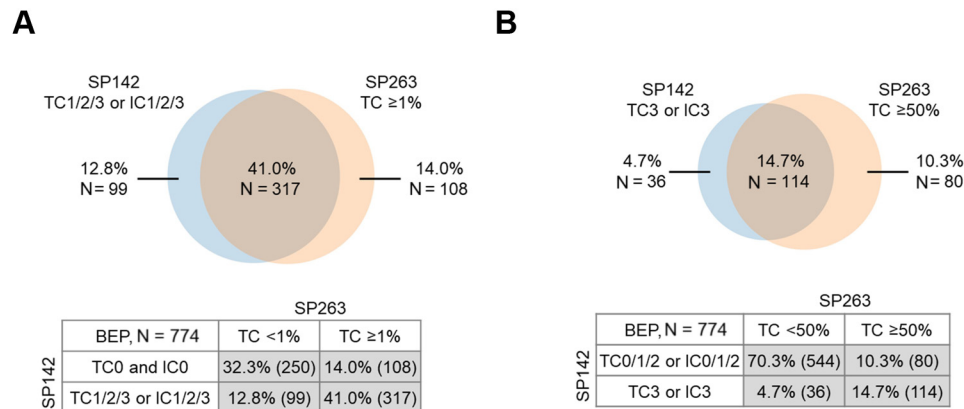 A
SP142
TC1/2/3 or IC1/2/3
SP263
TC ≥1%
12.8%
N= 99
41.0%
N = 317
14.0%
N = 108
SP263
BEP, N = 774 TC <1% TC ≥1%
SP142
TC0 and IC0 32.3% (250) 14.0% (108)
TC1/2/3 or IC1/2/3 12.8% (99) 41.0% (317)
B
SP142
TC3 or IC3
SP263
TC ≥50%
4.7%
N = 36
14.7%
N = 114
10.3%
N = 80
SP263
BEP, N = 774 TC <50% TC ≥50%
SP142
TC0/1/2 or IC0/1/2 70.3% (544) 10.3% (80)
TC3 or IC3 4.7% (36) 14.7% (114)